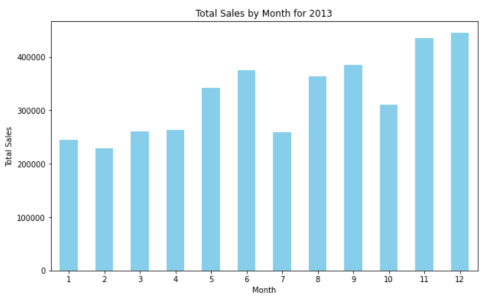 Total Sales by Month for 2013
Total Sales
400000
300000
200000
100000
0
1 2 3 4 5 6 7 8 9 10 11 12
Month